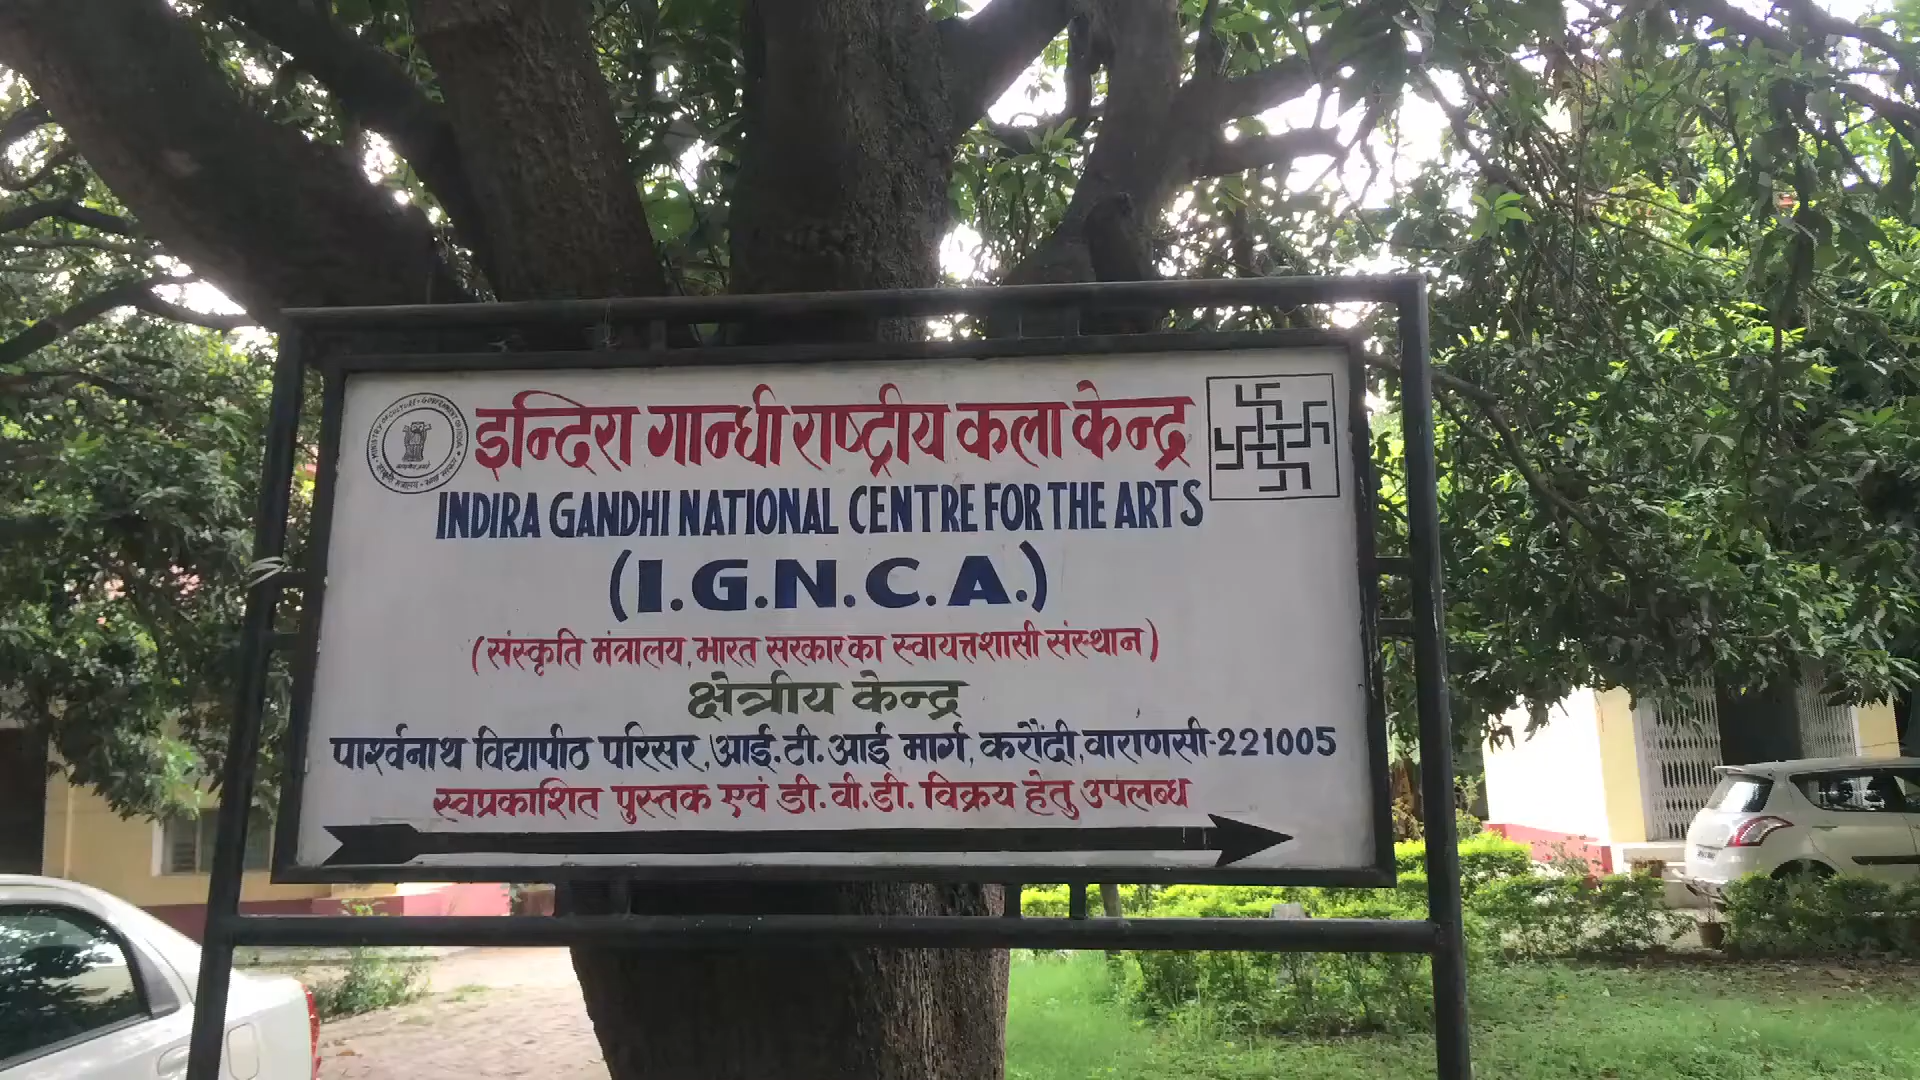 इन्दिरा गान्धी राष्ट्रीय कला केन्द्र
INDIRA GANDHI NATIONAL CENTRE FOR THE ARTS
(I.G.N.C.A.)
(संस्कृति मंत्रालय, भारत सरकार का स्वायत्तशासी संस्थान)
क्षेत्रीय केन्द्र
पार्श्वनाथ विद्यापीठ परिसर, आई.टी.आई मार्ग, करौंदी, वाराणसी-221005
स्वप्रकाशित पुस्तक एवं डी.वी.डी. विक्रय हेतु उपलब्ध